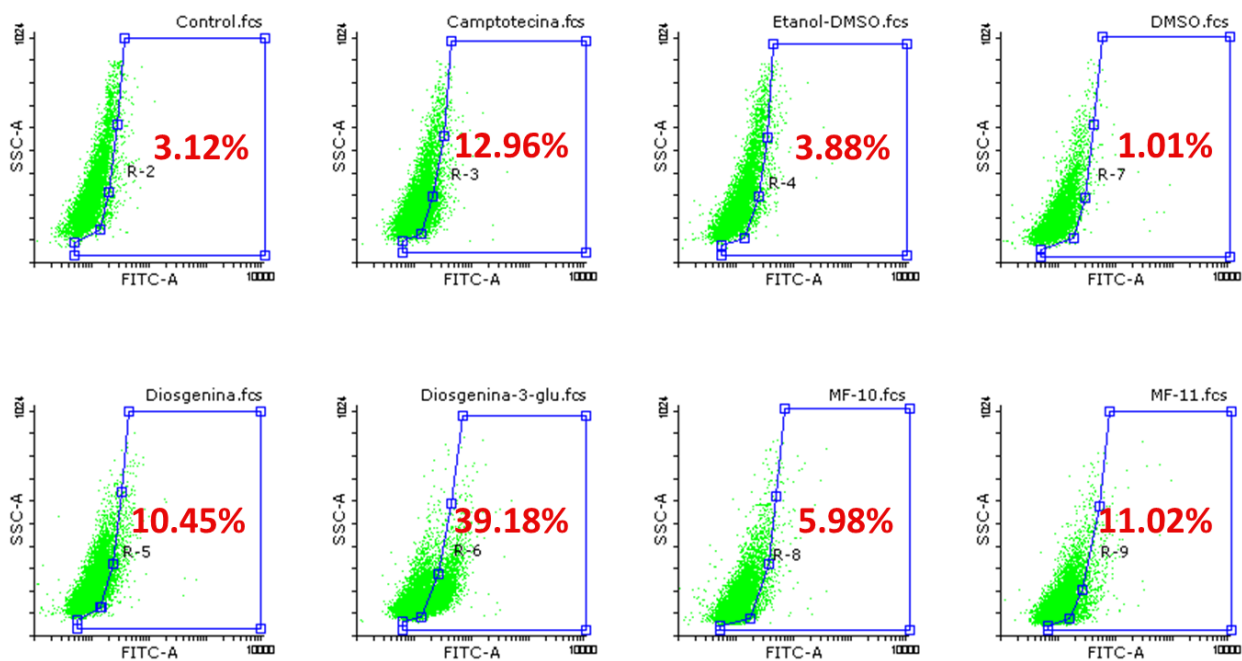 Control.fcs
1024
SSC-A
3.12%
R-2
FITC-A
10000
Camptotecina.fcs
1024
SSC-A
12.96%
R-3
FITC-A
10000
Etanol-DMSO.fcs
1024
SSC-A
3.88%
R-4
FITC-A
10000
DMSO.fcs
1024
SSC-A
1.01%
R-7
FITC-A
10000
Diosgenina.fcs
1024
SSC-A
10.45%
R-5
FITC-A
10000
Diosgenina-3-glu.fcs
1024
SSC-A
39.18%
R-6
FITC-A
10000
MF-10.fcs
1024
SSC-A
5.98%
R-8
FITC-A
10000
MF-11.fcs
1024
SSC-A
11.02%
R-9
FITC-A
10000